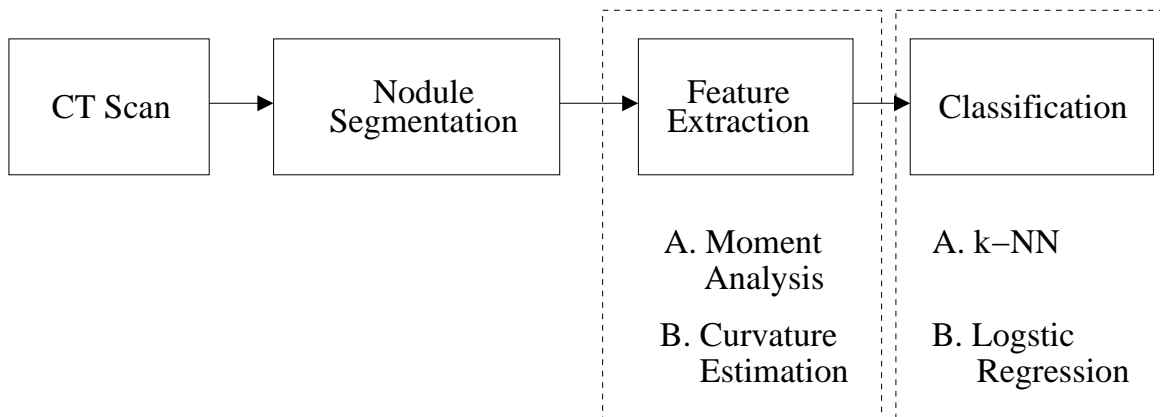 CT Scan
Nodule
Segmentation
Feature
Extraction
Classification
A. Moment
Analysis
B. Curvature
Estimation
A. k−NN
B. Logstic
Regression